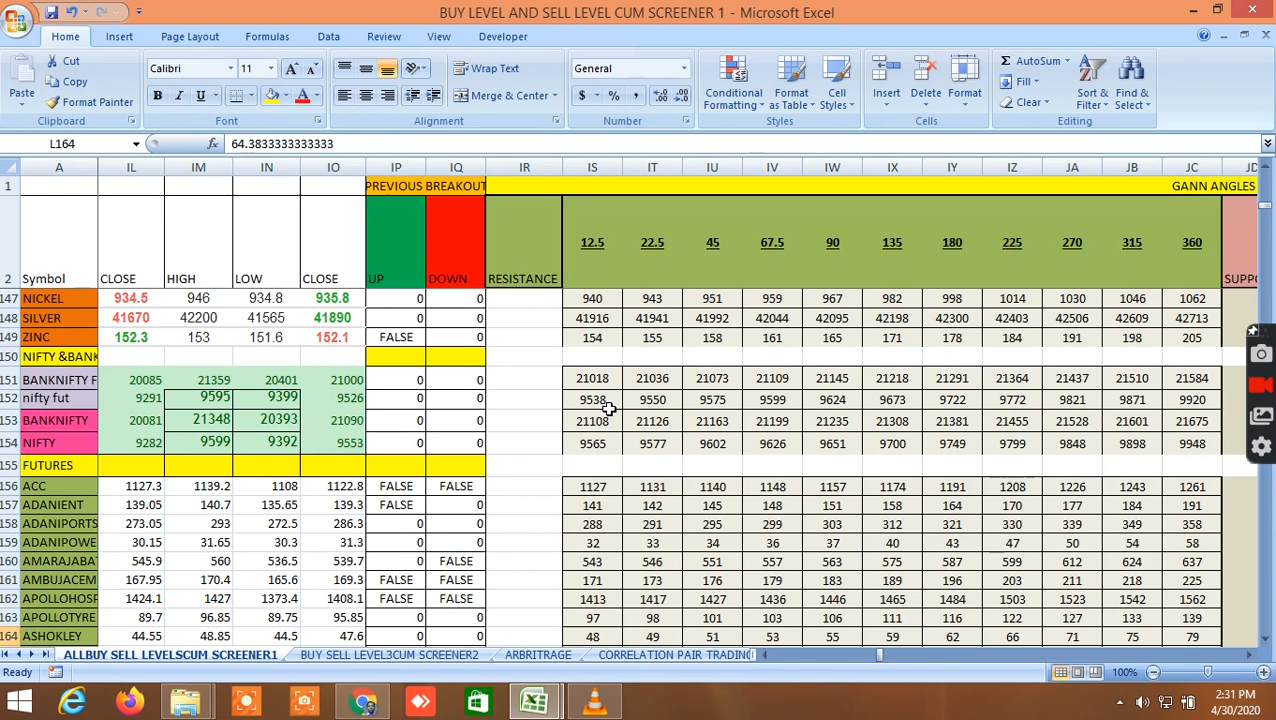 BUY LEVEL AND SELL LEVEL CUM SCREENER 1 - Microsoft Excel
Home Insert Page Layout Formulas Data Review View Developer
Paste Cut Copy Format Painter Clipboard
Calibri 11 B I U A A A Font
Wrap Text Merge & Center Alignment
General $ % , Number
Conditional Formatting Format as Table Cell Styles Styles
Insert Delete Format Cells
AutoSum Fill Clear Sort & Filter Find & Select Editing
L164 fx 64.3833333333333
A IL IM IN IO IP IQ IR IS IT IU IV IW IX IY IZ JA JB JC JD
1 PREVIOUS BREAKOUT GANN ANGLES
2 Symbol CLOSE HIGH LOW CLOSE UP DOWN RESISTANCE 12.5 22.5 45 67.5 90 135 180 225 270 315 360 SUPPO
147 NICKEL 934.5 946 934.8 935.8 0 0 940 943 951 959 967 982 998 1014 1030 1046 1062
148 SILVER 41670 42200 41565 41890 0 0 41916 41941 41992 42044 42095 42198 42300 42403 42506 42609 42713
149 ZINC 152.3 153 151.6 152.1 FALSE 0 154 155 158 161 165 171 178 184 191 198 205
150 NIFTY &BANK
151 BANKNIFTY F 20085 21359 20401 21000 0 0 21018 21036 21073 21109 21145 21218 21291 21364 21437 21510 21584
152 nifty fut 9291 9595 9399 9526 0 0 9538 9550 9575 9599 9624 9673 9722 9772 9821 9871 9920
153 BANKNIFTY 20081 21348 20393 21090 0 0 21108 21126 21163 21199 21235 21308 21381 21455 21528 21601 21675
154 NIFTY 9282 9599 9392 9553 0 0 9565 9577 9602 9626 9651 9700 9749 9799 9848 9898 9948
155 FUTURES
156 ACC 1127.3 1139.2 1108 1122.8 FALSE FALSE 1127 1131 1140 1148 1157 1174 1191 1208 1226 1243 1261
157 ADANIENT 139.05 140.7 135.65 139.3 FALSE 0 141 142 145 148 151 158 164 170 177 184 191
158 ADANIPORTS 273.05 293 272.5 286.3 0 0 288 291 295 299 303 312 321 330 339 349 358
159 ADANIPOWE 30.15 31.65 30.3 31.3 0 0 32 33 34 36 37 40 43 47 50 54 58
160 AMARAJABA 545.9 560 536.5 539.7 0 FALSE 543 546 551 557 563 575 587 599 612 624 637
161 AMBUJACEM 167.95 170.4 165.6 169.3 FALSE FALSE 171 173 176 179 183 189 196 203 211 218 225
162 APOLLOHOSP 1424.1 1427 1373.4 1408.1 FALSE FALSE 1413 1417 1427 1436 1446 1465 1484 1503 1523 1542 1562
163 APOLLOTYRE 89.7 96.85 89.75 95.85 0 0 97 98 101 103 106 111 116 122 127 133 139
164 ASHOKLEY 44.55 48.85 44.5 47.6 0 0 48 49 51 53 55 59 62 66 71 75 79
ALLBUY SELL LEVELSCUM SCREENER1 BUY SELL LEVEL3CUM SCREENER2 ARBRITRAGE CORRELATION PAIR TRADING
Ready 100%
2:31 PM
4/30/2020